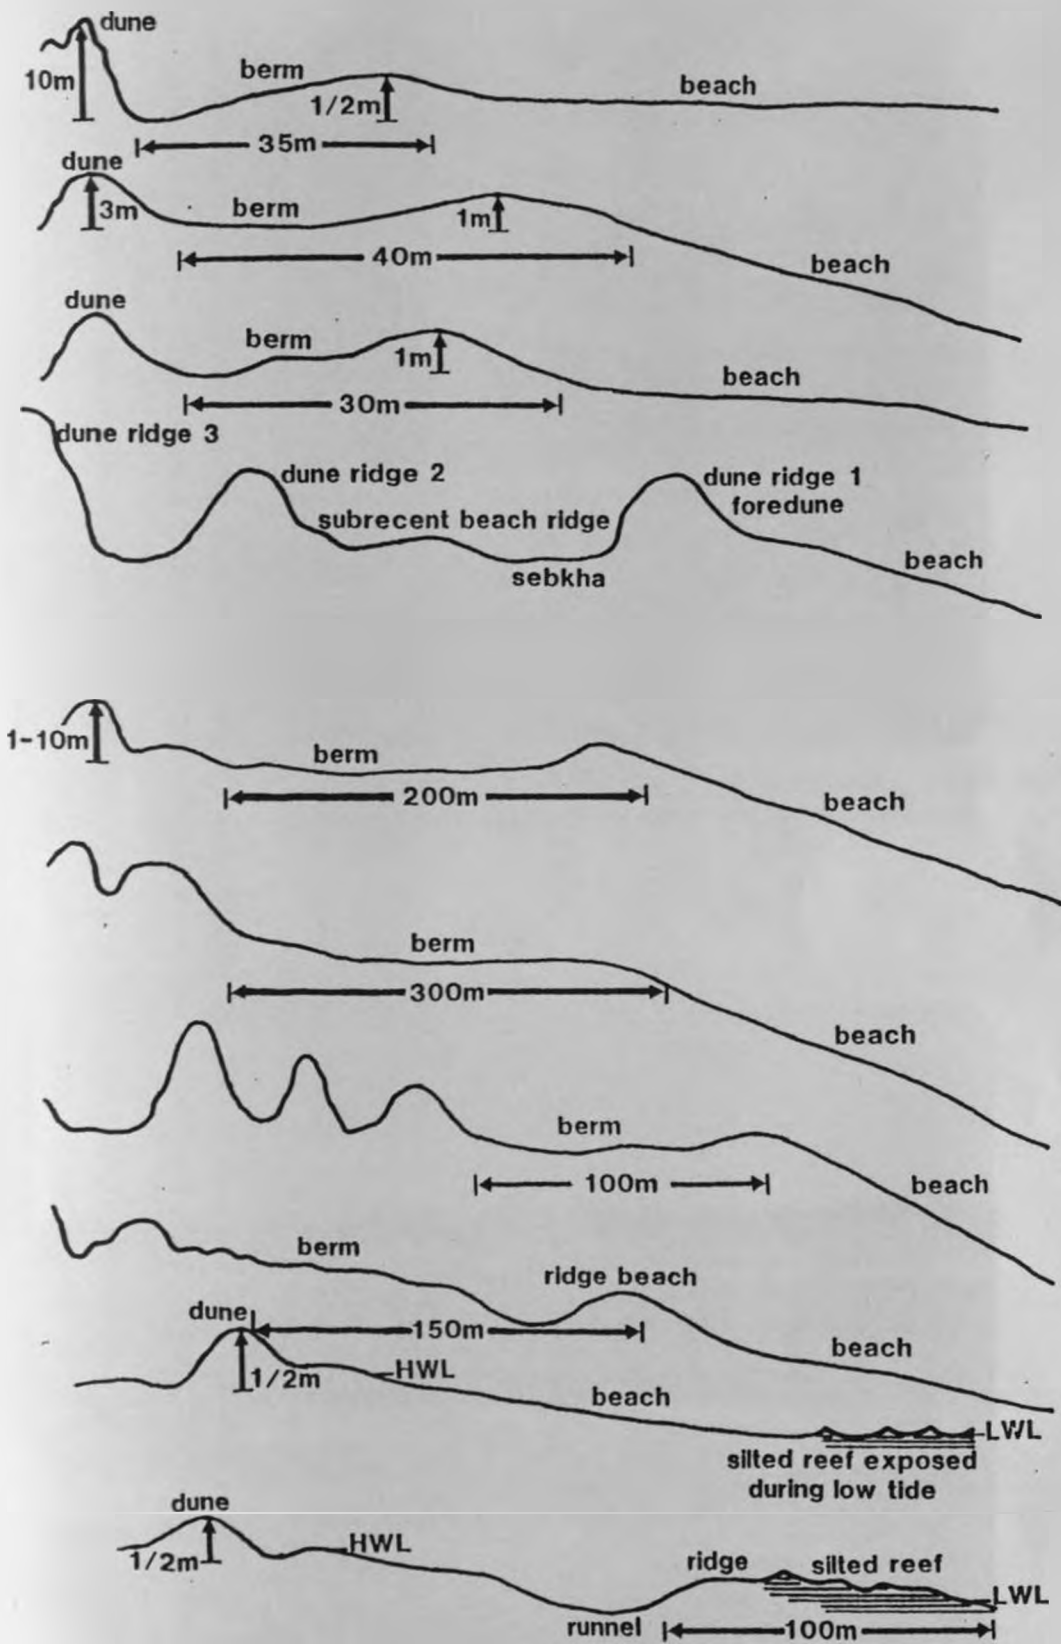 dune
10m
berm
1/2m
beach
35m
dune
3m
berm
1m
40m
beach
dune
berm
1m
beach
30m
dune ridge 3
dune ridge 2
dune ridge 1
foredune
subrecent beach ridge
sebkha
beach
1-10m
berm
200m
beach
berm
300m
beach
berm
100m
beach
berm
ridge beach
150m
beach
dune
1/2m
HWL
beach
LWL
silted reef exposed
during low tide
dune
1/2m
HWL
ridge
silted reef
LWL
runnel
100m